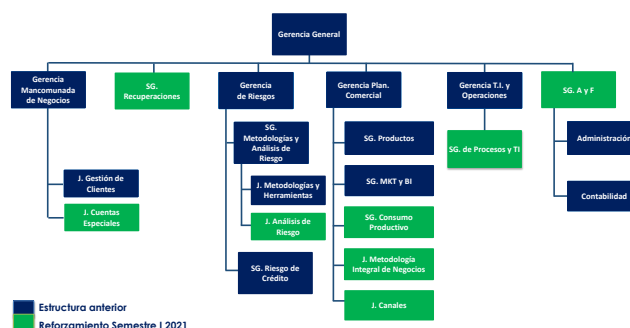 Gerencia General
Gerencia
Mancomunada
de Negocios
SG.
Recuperaciones
Gerencia
de Riesgos
Gerencia Plan.
Comercial
Gerencia T.I. y
Operaciones
SG. A y F
SG.
Metodologías y
Análisis de
Riesgo
SG. Productos
SG. de Procesos y TI
Administración
J. Gestión de
Clientes
J. Metodologías y
Herramientas
SG. MKT y BI
Contabilidad
J. Cuentas
Especiales
J. Análisis de
Riesgo
SG. Consumo
Productivo
SG. Riesgo de
Crédito
J. Metodología
Integral de Negocios
J. Canales
Estructura anterior
Reforzamiento Semestre I 2021